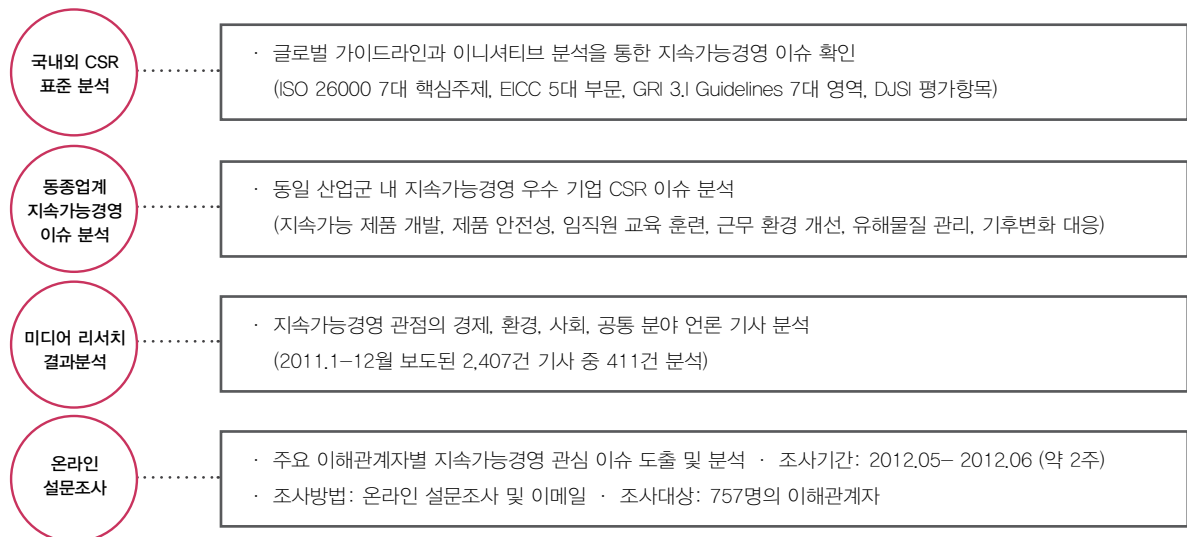 국내외 CSR
표준 분석
· 글로벌 가이드라인과 이니셔티브 분석을 통한 지속가능경영 이슈 확인
(ISO 26000 7대 핵심주제, EICC 5대 부문, GRI 3.1 Guidelines 7대 영역, DJSI 평가항목)
동종업계
지속가능경영
이슈 분석
· 동일 산업군 내 지속가능경영 우수 기업 CSR 이슈 분석
(지속가능 제품 개발, 제품 안전성, 임직원 교육 훈련, 근무 환경 개선, 유해물질 관리, 기후변화 대응)
미디어 리서치
결과분석
· 지속가능경영 관점의 경제, 환경, 사회, 공통 분야 언론 기사 분석
(2011.1-12월 보도된 2,407건 기사 중 411건 분석)
온라인
설문조사
· 주요 이해관계자별 지속가능경영 관심 이슈 도출 및 분석 · 조사기간: 2012.05- 2012.06 (약 2주)
· 조사방법: 온라인 설문조사 및 이메일 · 조사대상: 757명의 이해관계자